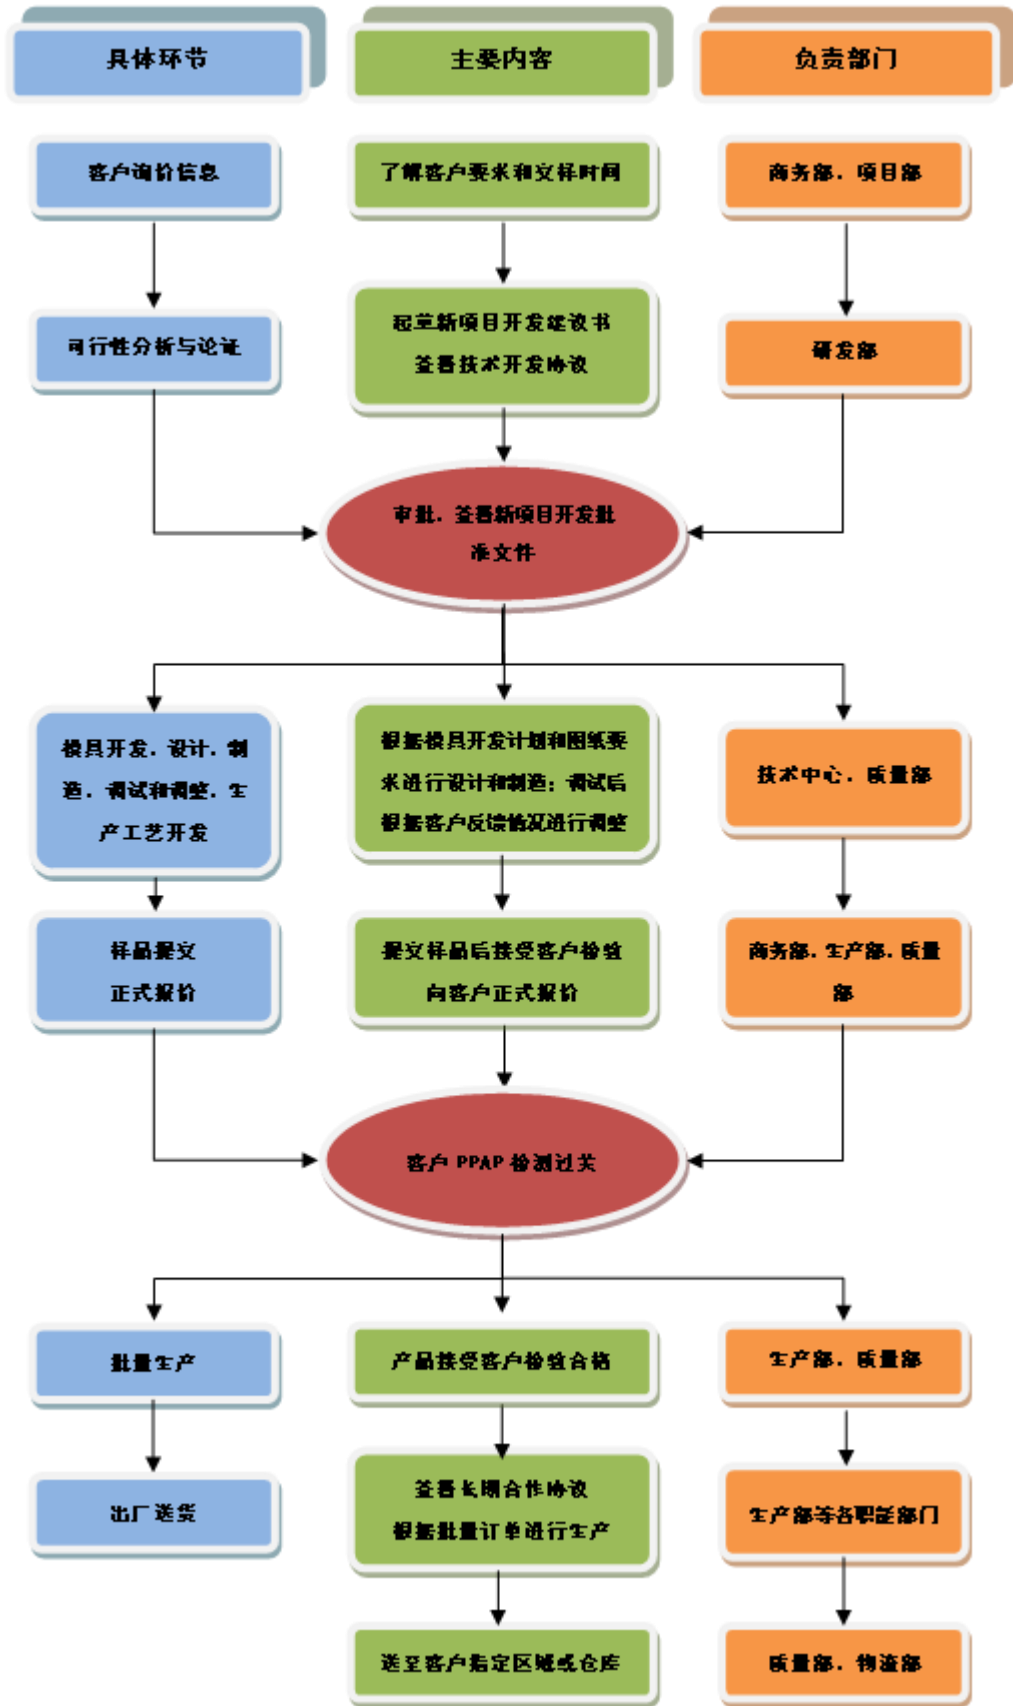 具体环节
主要内容
负责部门
客户询价信息
了解客户要求和交样时间
商务部、项目部
可行性分析与论证
起草新项目开发建议书
签署技术开发协议
研发部
审批、签署新项目开发批
准文件
模具开发、设计、制
造、调试和调整、生
产工艺开发
根据模具开发计划和图纸要
求进行设计和制造；调试后
根据客户反馈情况进行调整
技术中心、质量部
样品提交
正式报价
提交样品后接受客户检验
向客户正式报价
商务部、生产部、质量
部
客户 PPAP 检测过关
批量生产
产品接受客户检验合格
生产部、质量部
出厂送货
签署长期合作协议
根据批量订单进行生产
生产部等各职能部门
送至客户指定区域或仓库
质量部、物流部